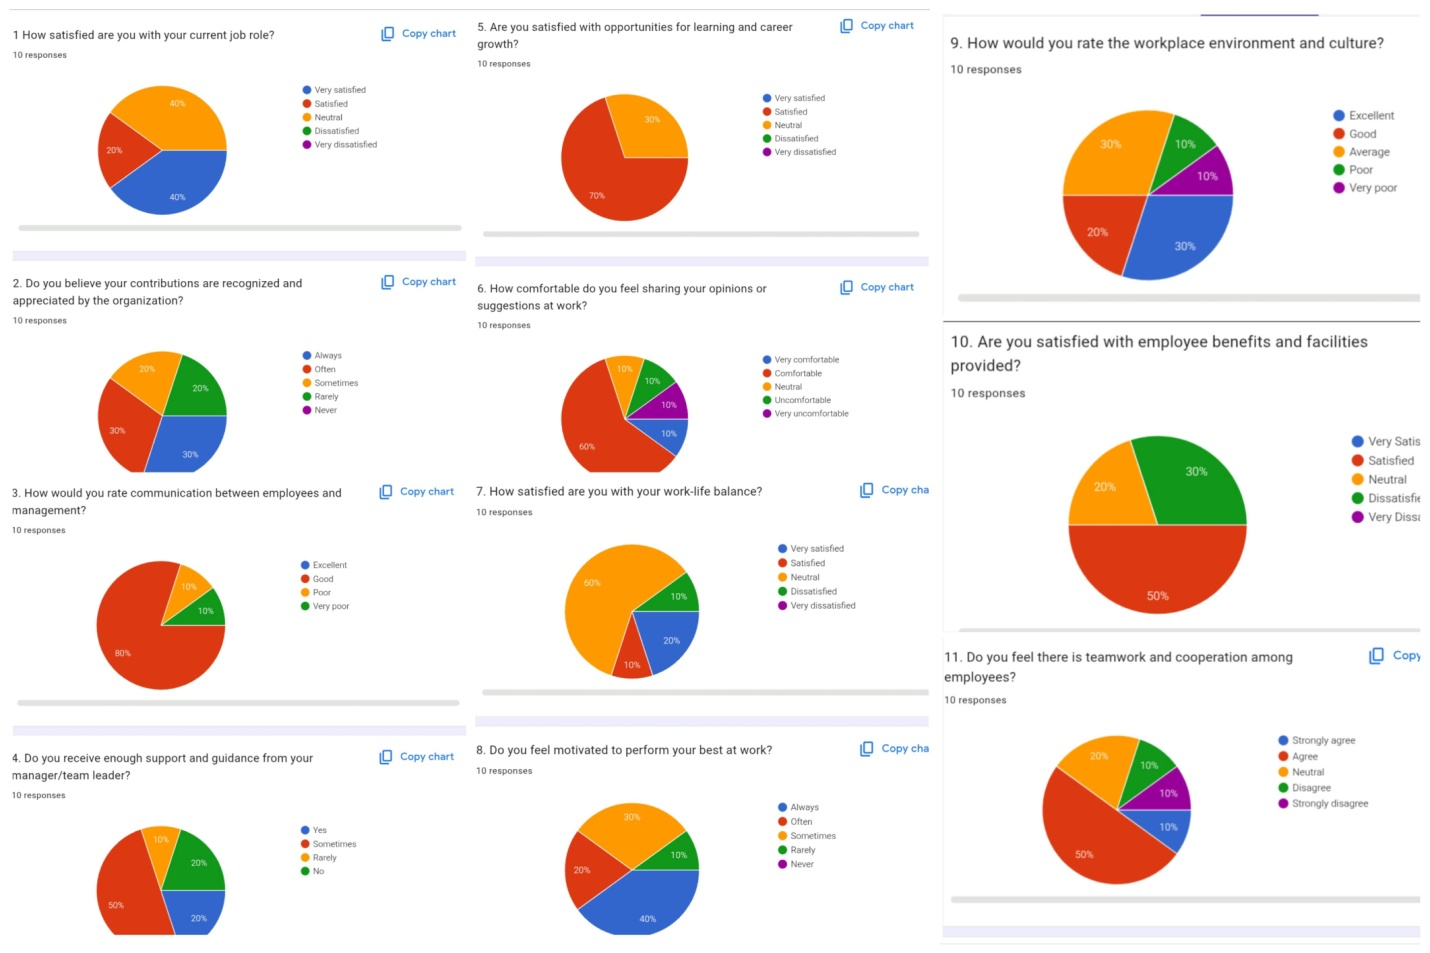 1 How satisfied are you with your current job role?
Copy chart
10 responses
Very satisfied
Satisfied
Neutral
Dissatisfied
Very dissatisfied
40%
20%
40%
2. Do you believe your contributions are recognized and
appreciated by the organization?
Copy chart
10 responses
Always
Often
Sometimes
Rarely
Never
20%
20%
30%
30%
3. How would you rate communication between employees and
management?
Copy chart
10 responses
Excellent
Good
Poor
Very poor
10%
10%
80%
4. Do you receive enough support and guidance from your
manager/team leader?
Copy chart
10 responses
Yes
Sometimes
Rarely
No
10%
20%
50%
20%
5. Are you satisfied with opportunities for learning and career
growth?
Copy chart
10 responses
Very satisfied
Satisfied
Neutral
Dissatisfied
Very dissatisfied
30%
70%
6. How comfortable do you feel sharing your opinions or
suggestions at work?
Copy chart
10 responses
Very comfortable
Comfortable
Neutral
Uncomfortable
Very uncomfortable
10%
10%
10%
10%
60%
7. How satisfied are you with your work-life balance?
Copy cha
10 responses
Very satisfied
Satisfied
Neutral
Dissatisfied
Very dissatisfied
60%
10%
20%
10%
8. Do you feel motivated to perform your best at work?
Copy cha
10 responses
Always
Often
Sometimes
Rarely
Never
30%
10%
20%
40%
9. How would you rate the workplace environment and culture?
10 responses
Excellent
Good
Average
Poor
Very poor
30%
10%
10%
20%
30%
10. Are you satisfied with employee benefits and facilities
provided?
10 responses
Very Satis
Satisfied
Neutral
Dissatisfie
Very Dissa
30%
20%
50%
11. Do you feel there is teamwork and cooperation among
employees?
Copy
10 responses
Strongly agree
Agree
Neutral
Disagree
Strongly disagree
20%
10%
10%
10%
50%